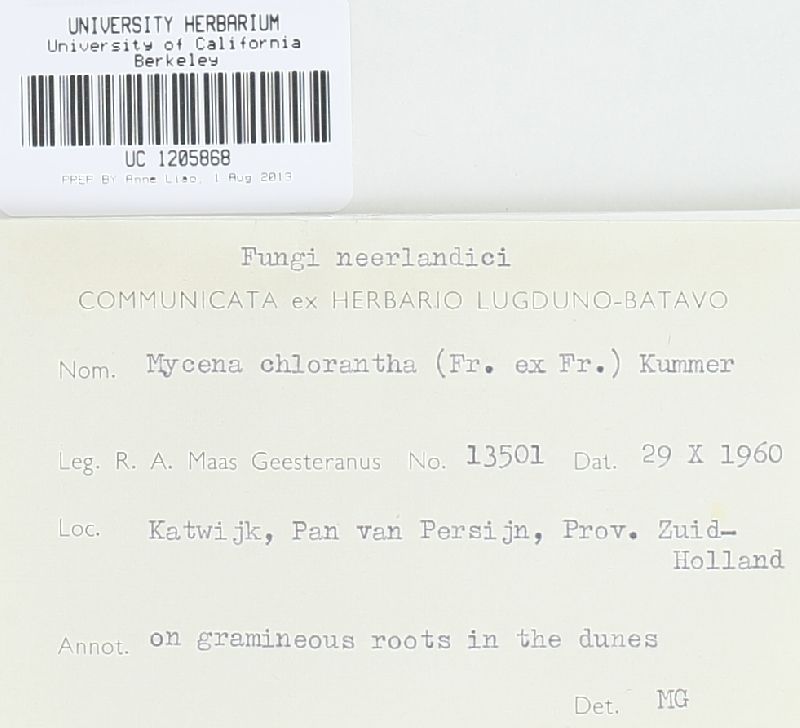 UNIVERSITY HERBARIUM
University of California
Berkeley
UC 1205868
PREP BY Anne Liao, 1 Aug 2013
Fungi neerlandici
COMMUNICATA ex HERBARIO LUGDUNO-BATAVO
Nom. Mycena chlorantha (Fr. ex Fr.) Kummer
Leg. R. A. Maas Geesteranus No. 13501 Dat. 29 X 1960
Loc. Katwijk, Pan van Persijn, Prov. Zuid-
Holland
Annot. on gramineous roots in the dunes
Det. MG